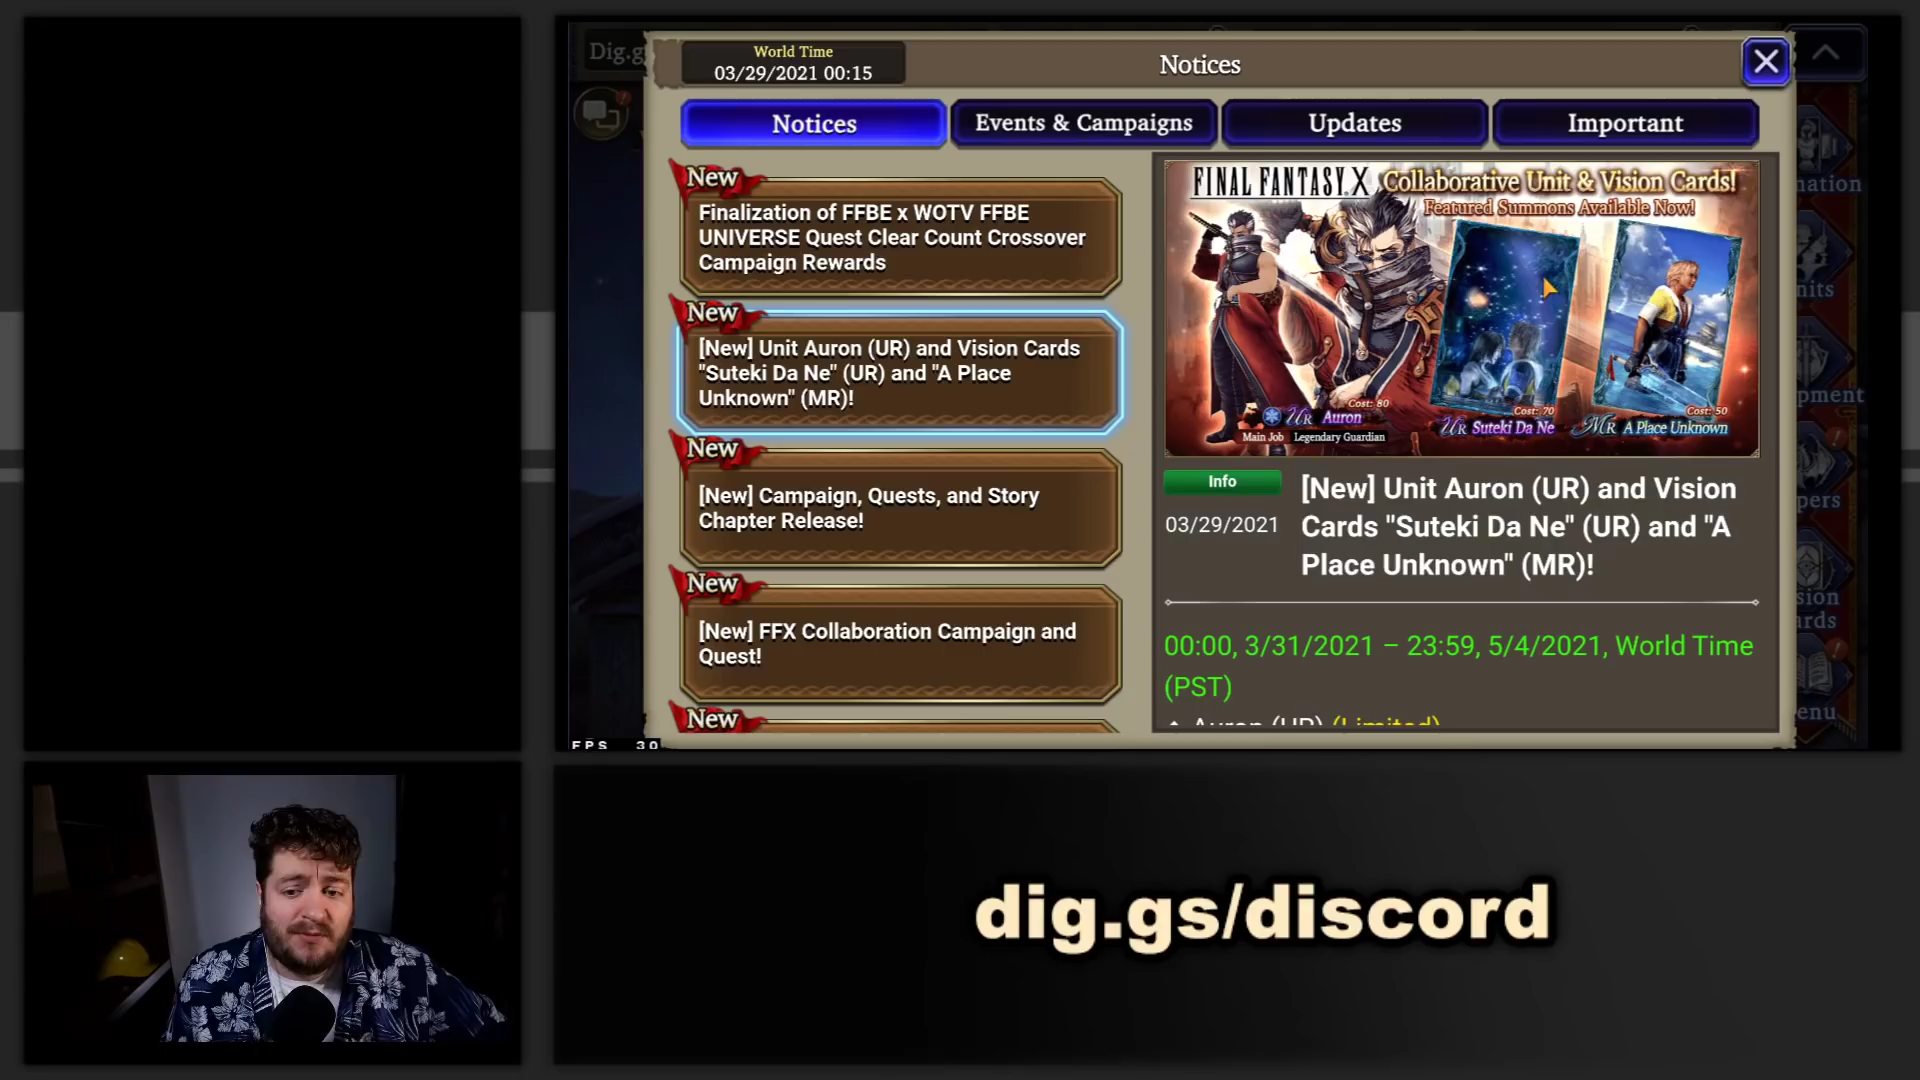 Dig.g
World Time
03/29/2021 00:15
Notices
Notices
Events & Campaigns
Updates
Important
New
Finalization of FFBE x WOTV FFBE
UNIVERSE Quest Clear Count Crossover
Campaign Rewards
New
[New] Unit Auron (UR) and Vision Cards
"Suteki Da Ne" (UR) and "A Place
Unknown" (MR)!
New
[New] Campaign, Quests, and Story
Chapter Release!
New
[New] FFX Collaboration Campaign and
Quest!
New
FINAL FANTASY X Collaborative Unit & Vision Cards!
Featured Summons Available Now!
Cost: 80
UR Auron
Main Job Legendary Guardian
Cost: 70
UR Suteki Da Ne
Cost: 50
MR A Place Unknown
Info
03/29/2021
[New] Unit Auron (UR) and Vision
Cards "Suteki Da Ne" (UR) and "A
Place Unknown" (MR)!
00:00, 3/31/2021 – 23:59, 5/4/2021, World Time
(PST)
Auron (UR) (Limited)
nation
nits
pment
pers
sion
ards
enu
FPS 30
dig.gs/discord